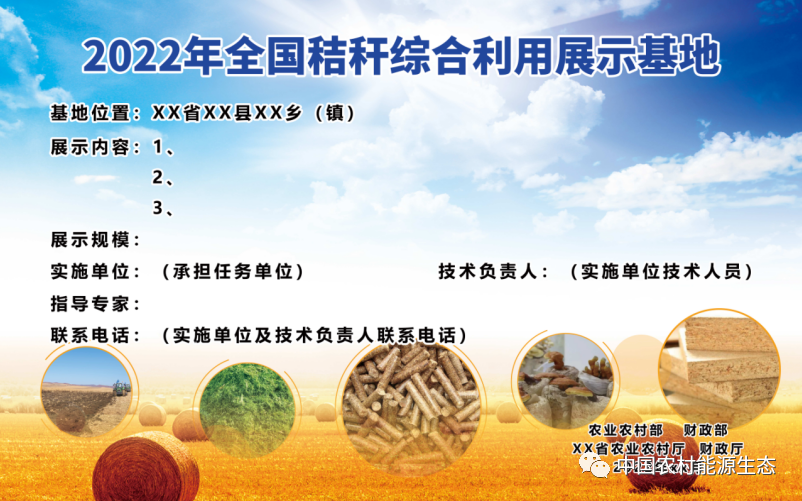 2022年全国秸秆综合利用展示基地
基地位置：XX省XX县XX乡（镇）
展示内容：1、
2、
3、
展示规模：
实施单位：（承担任务单位） 技术负责人：（实施单位技术人员）
指导专家：
联系电话：（实施单位及技术负责人联系电话）
农业农村部 财政部
XX省农业农村厅 财政厅
中国农村能源生态